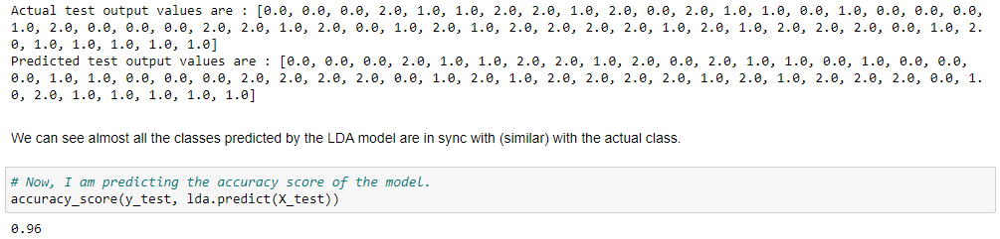 Actual test output values are : [0.0, 0.0, 0.0, 2.0, 1.0, 1.0, 2.0, 2.0, 1.0, 2.0, 0.0, 2.0, 1.0, 1.0, 0.0, 1.0, 0.0, 0.0, 0.0,
1.0, 2.0, 0.0, 0.0, 0.0, 2.0, 2.0, 1.0, 2.0, 0.0, 1.0, 2.0, 1.0, 2.0, 2.0, 2.0, 2.0, 1.0, 2.0, 1.0, 2.0, 2.0, 2.0, 0.0, 1.0, 2.
0, 1.0, 1.0, 1.0, 1.0, 1.0]
Predicted test output values are : [0.0, 0.0, 0.0, 2.0, 1.0, 1.0, 2.0, 2.0, 1.0, 2.0, 0.0, 2.0, 1.0, 1.0, 0.0, 1.0, 0.0, 0.0,
0.0, 1.0, 1.0, 0.0, 0.0, 0.0, 2.0, 2.0, 2.0, 2.0, 0.0, 1.0, 2.0, 1.0, 2.0, 2.0, 2.0, 2.0, 1.0, 2.0, 1.0, 2.0, 2.0, 2.0, 0.0, 1.
0, 2.0, 1.0, 1.0, 1.0, 1.0, 1.0]
We can see almost all the classes predicted by the LDA model are in sync with (similar) with the actual class.
# Now, I am predicting the accuracy score of the model.
accuracy_score(y_test, lda.predict(X_test))
0.96